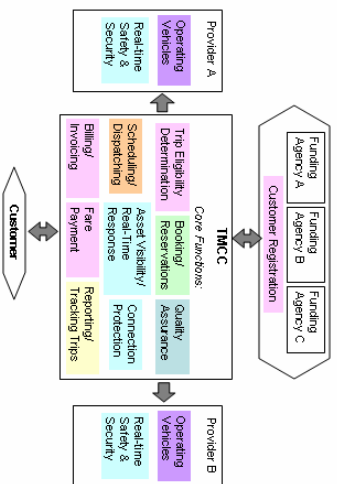 Funding
Agency A
Funding
Agency B
Funding
Agency C
Customer Registration
Provider A
Operating
Vehicles
Real-time
Safety &
Security
TMCC
Core Functions:
Trip Eligibility
Determination
Booking/
Reservations
Quality
Assurance
Scheduling/
Dispatching
Asset Visibility/
Real-Time
Response
Connection
Protection
Billing/
Invoicing
Fare
Payment
Reporting/
Tracking Trips
Provider B
Operating
Vehicles
Real-time
Safety &
Security
Customer